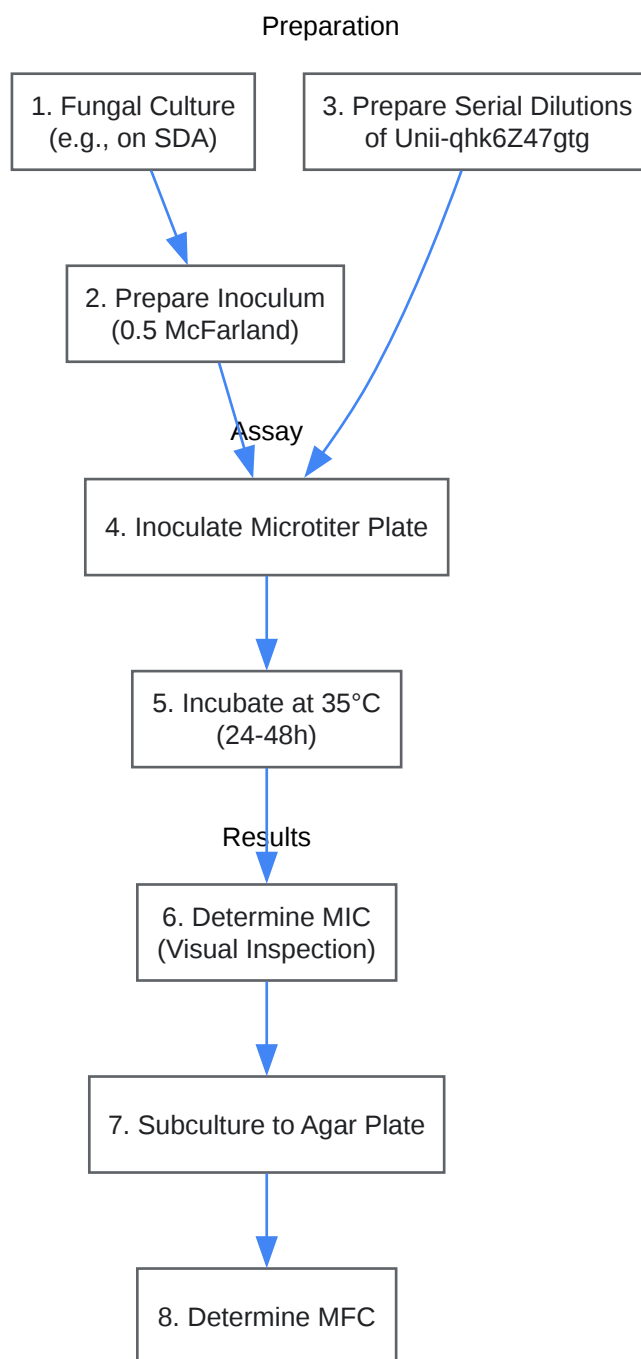 Preparation
1. Fungal Culture
(e.g., on SDA)
3. Prepare Serial Dilutions
of Unii-qhk6Z47gtg
2. Prepare Inoculum
(0.5 McFarland)
Assay
4. Inoculate Microtiter Plate
5. Incubate at 35°C
(24-48h)
Results
6. Determine MIC
(Visual Inspection)
7. Subculture to Agar Plate
8. Determine MFC